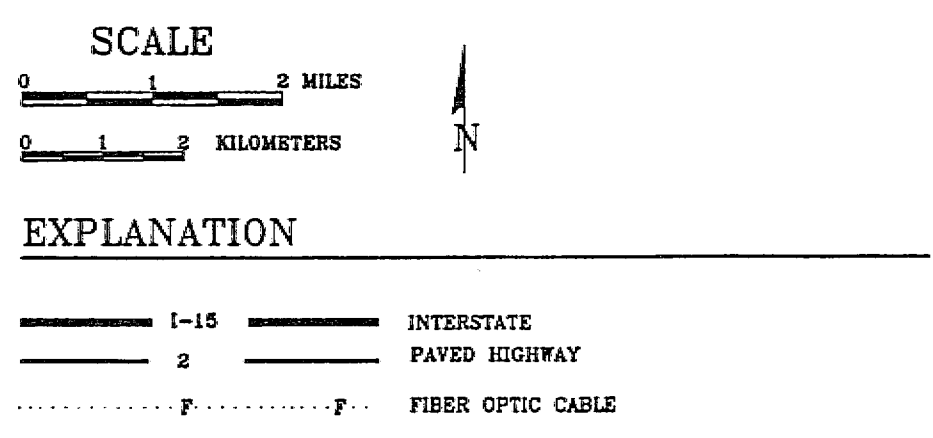 SCALE
0 1 2 MILES
0 1 2 KILOMETERS
N
EXPLANATION
I-15 INTERSTATE
2 PAVED HIGHWAY
F F FIBER OPTIC CABLE